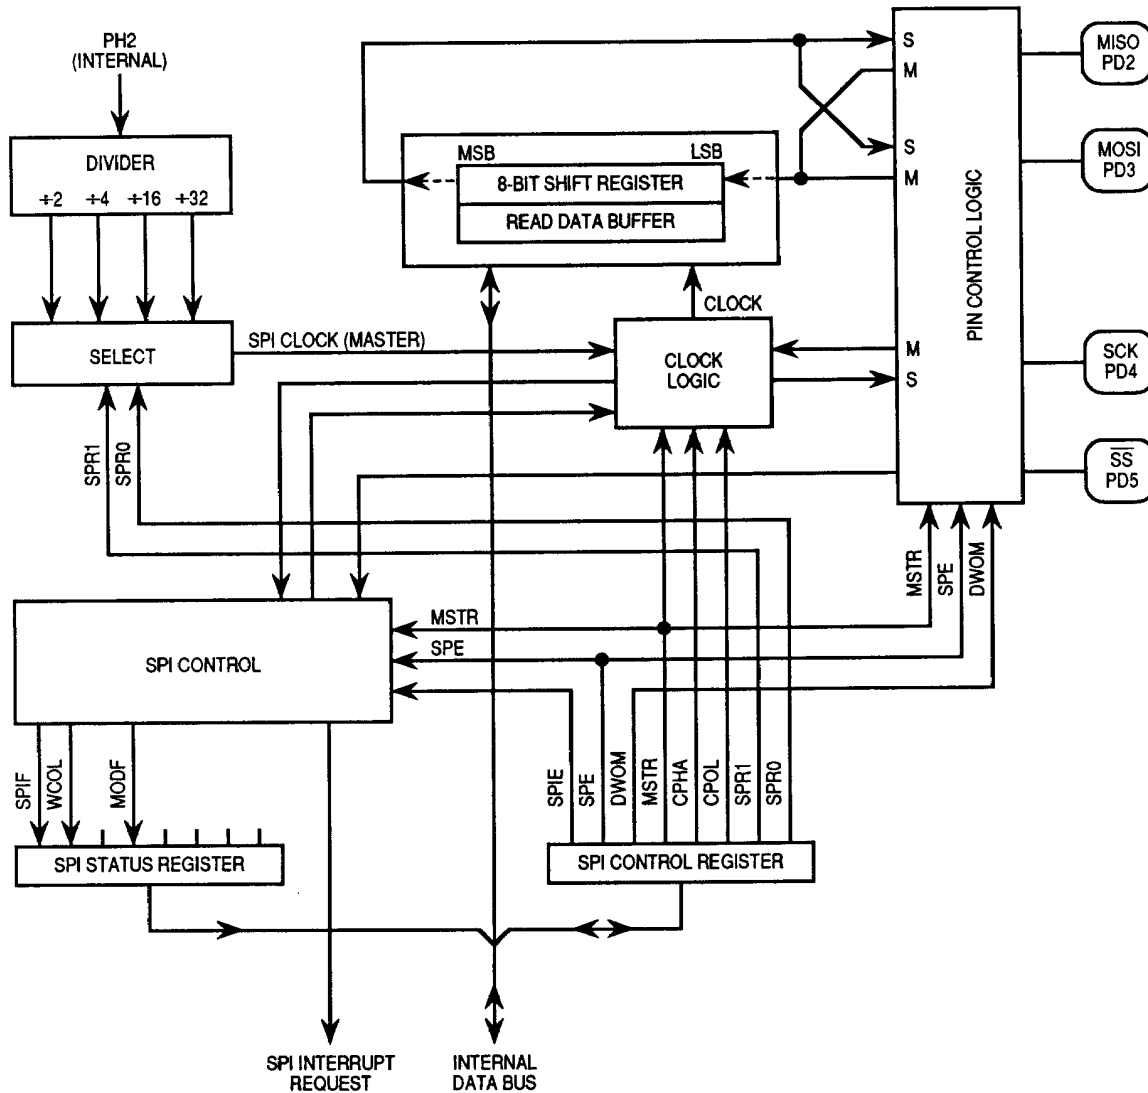 PH2
(INTERNAL)
DIVIDER
÷2 ÷4 ÷16 ÷32
SELECT
SPI CLOCK (MASTER)
SPR1
SPR0
MSB
LSB
8-BIT SHIFT REGISTER
READ DATA BUFFER
CLOCK
CLOCK
LOGIC
S
M
S
M
M
S
PIN CONTROL LOGIC
MISO
PD2
MOSI
PD3
SCK
PD4
SS
PD5
MSTR
SPE
DWOM
SPI CONTROL
MSTR
SPE
SPIF
WCOL
MODF
SPI STATUS REGISTER
SPIE
SPE
DWOM
MSTR
CPHA
CPOL
SPR1
SPR0
SPI CONTROL REGISTER
SPI INTERRUPT
REQUEST
INTERNAL
DATA BUS